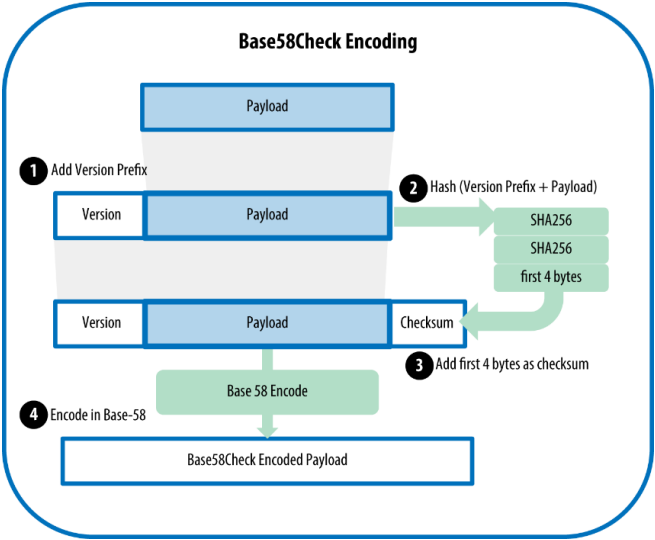 Base58Check Encoding
Payload
1 Add Version Prefix
2 Hash (Version Prefix + Payload)
Version Payload
SHA256
SHA256
first 4 bytes
Version Payload Checksum
3 Add first 4 bytes as checksum
Base 58 Encode
4 Encode in Base-58
Base58Check Encoded Payload